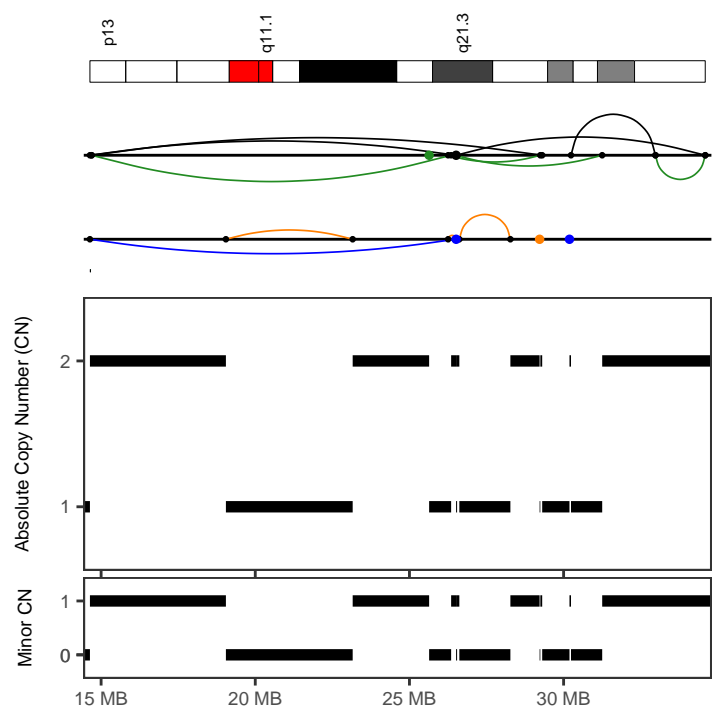 p13
q11.1
q21.3
Absolute Copy Number (CN)
2
1
Minor CN
1
0
15 MB
20 MB
25 MB
30 MB